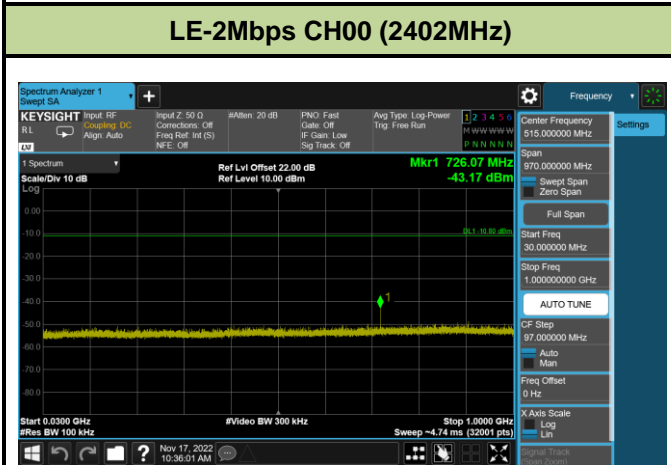 LE-2Mbps CH00 (2402MHz)
Spectrum Analyzer 1
Swept SA
+
Frequency
KEYSIGHT
RL
Input: RF
Coupling: DC
Align: Auto
Input Z: 50 Ω
Corrections: Off
Freq Ref: Int (S)
NFE: Off
#Atten: 20 dB
PNO: Fast
Gate: Off
IF Gain: Low
Sig Track: Off
Avg Type: Log-Power
Trig: Free Run
1 2 3 4 5 6
M W W W W W
P N N N N N
Center Frequency
515.000000 MHz
Settings
Span
970.000000 MHz
Swept Span
Zero Span
Full Span
Start Freq
30.000000 MHz
Stop Freq
1.000000000 GHz
AUTO TUNE
CF Step
97.000000 MHz
Auto
Man
Freq Offset
0 Hz
X Axis Scale
Log
Lin
Signal Track
(Span Zoom)
1 Spectrum
Scale/Div 10 dB
Log
Ref Lvl Offset 22.00 dB
Ref Level 10.00 dBm
Mkr1 726.07 MHz
-43.17 dBm
0.00
-10.0
DL1 -10.80 dBm
-20.0
-30.0
-40.0
1
-50.0
-60.0
-70.0
-80.0
Start 0.0300 GHz
#Res BW 100 kHz
#Video BW 300 kHz
Stop 1.0000 GHz
Sweep ~4.74 ms (32001 pts)
?
Nov 17, 2022
10:36:01 AM